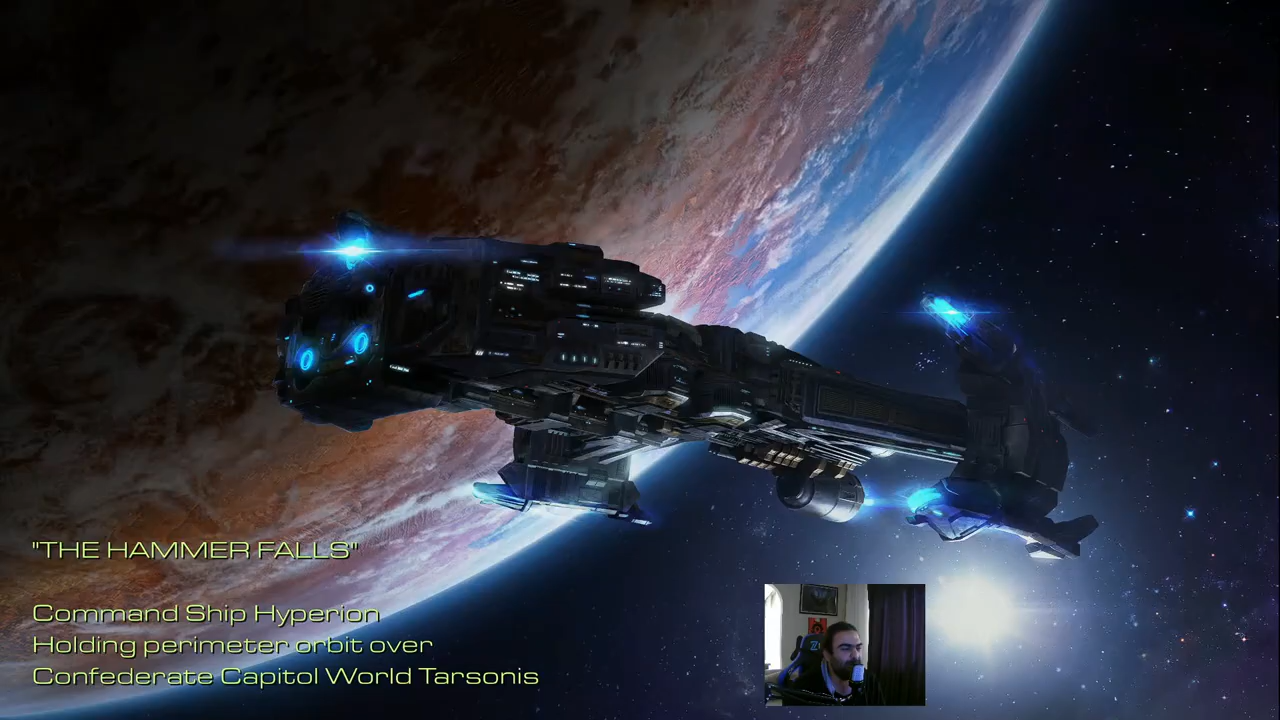 "THE HAMMER FALLS"
Command Ship Hyperion
Holding perimeter orbit over
Confederate Capitol World Tarsonis